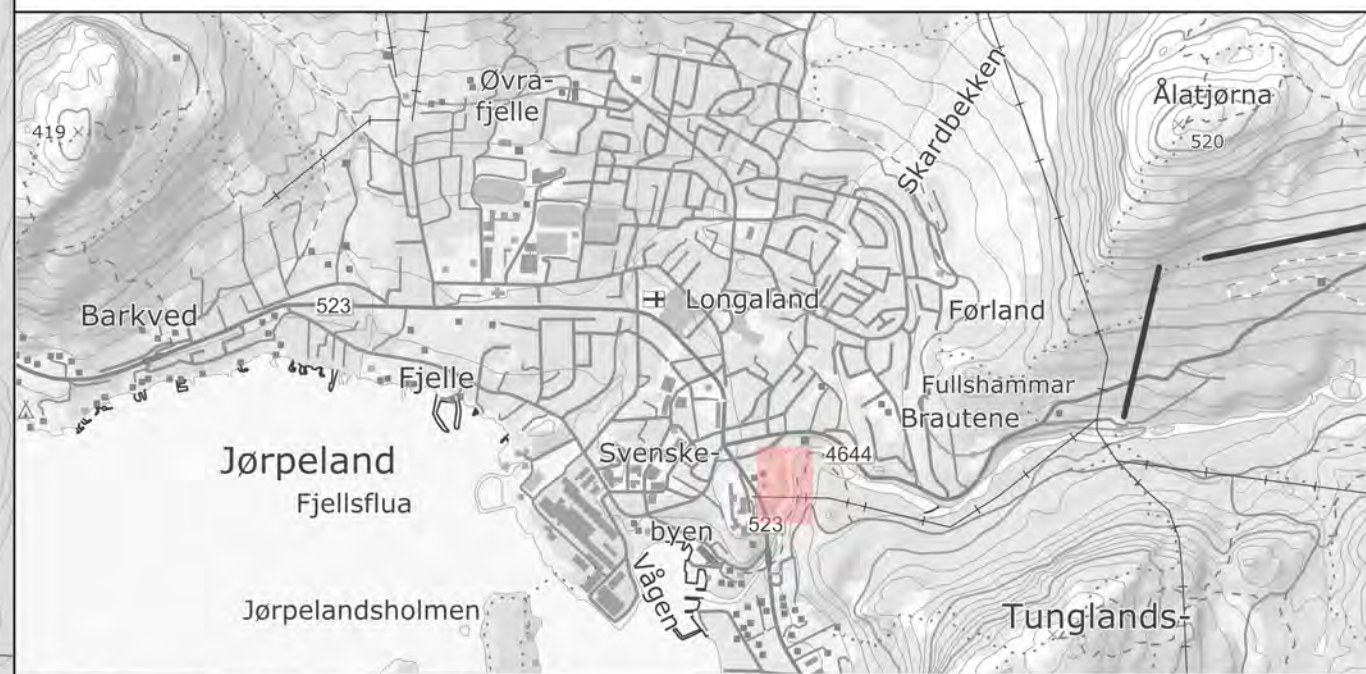 Øvra-
fjelle
Skardbekken
Ålatjørna
520
419
Barkved
523
Longaland
Førland
Fjelle
Fullshammar
Brautene
Jørpeland
Fjellsflua
Svenske-
4644
byen
523
Vågen
Jørpelandsholmen
Tunglands-